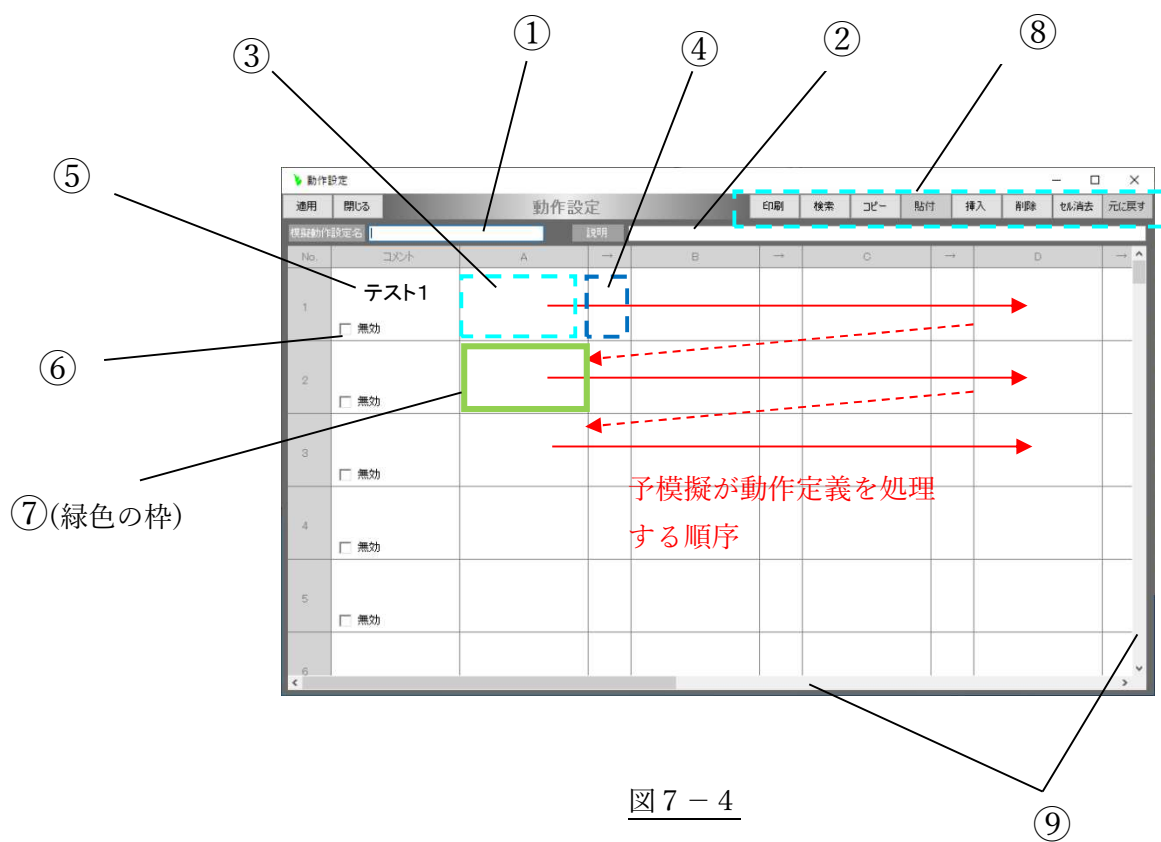 ①
②
③
④
⑧
⑤
動作設定
適用 閉じる 動作設定 印刷 検索 コピー 貼付 挿入 削除 セル消去 元に戻す
模擬動作設定名 説明
No. コメント A → B → C → D →
1 テスト1
無効
⑥
2
無効
3
無効
⑦(緑色の枠)
予模擬が動作定義を処理
する順序
4
無効
5
無効
6
図7-4
⑨